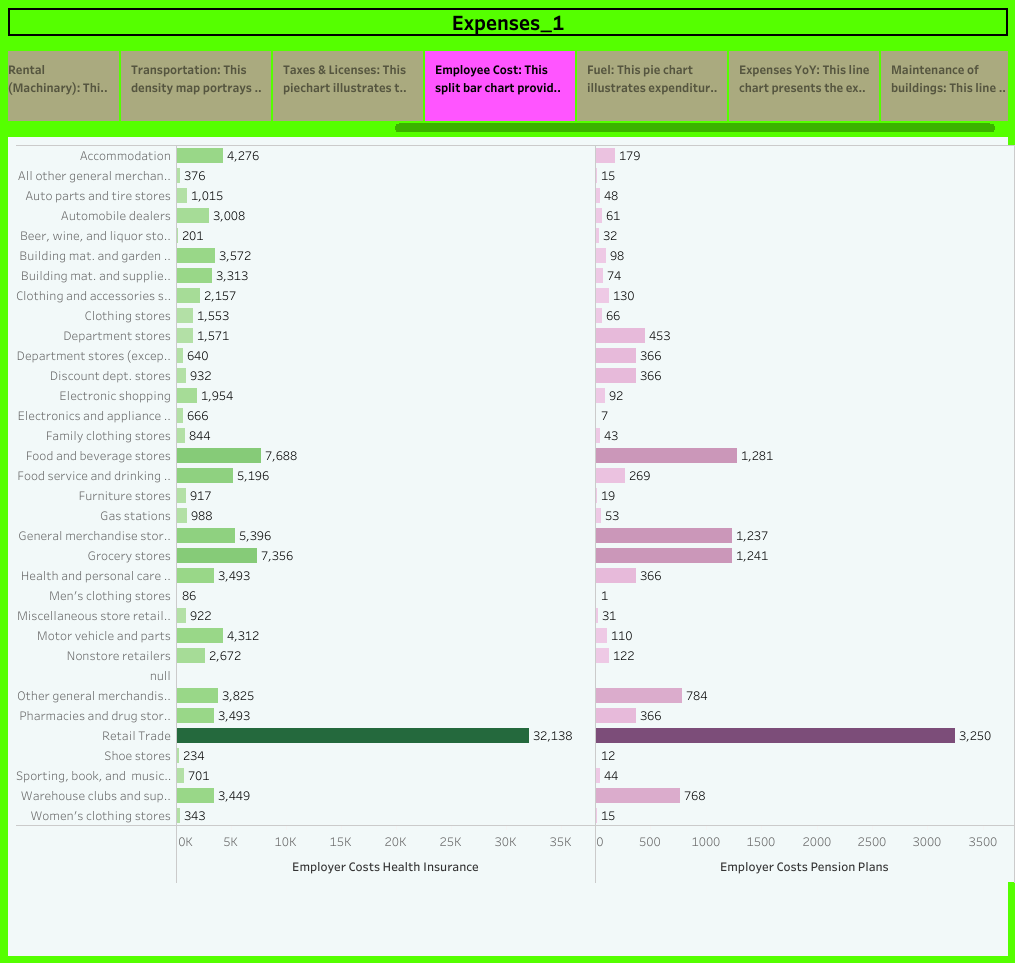 Expenses_1
Rental
(Machinary): Thi..
Transportation: This
density map portrays ..
Taxes & Licenses: This
piechart illustrates t..
Employee Cost: This
split bar chart provid..
Fuel: This pie chart
illustrates expenditur..
Expenses YoY: This line
chart presents the ex..
Maintenance of
buildings: This line ..
Accommodation 4,276 179
All other general merchan.. 376 15
Auto parts and tire stores 1,015 48
Automobile dealers 3,008 61
Beer, wine, and liquor sto.. 201 32
Building mat. and garden .. 3,572 98
Building mat. and supplie.. 3,313 74
Clothing and accessories s.. 2,157 130
Clothing stores 1,553 66
Department stores 1,571 453
Department stores (excep.. 640 366
Discount dept. stores 932 366
Electronic shopping 1,954 92
Electronics and appliance .. 666 7
Family clothing stores 844 43
Food and beverage stores 7,688 1,281
Food service and drinking .. 5,196 269
Furniture stores 917 19
Gas stations 988 53
General merchandise stor.. 5,396 1,237
Grocery stores 7,356 1,241
Health and personal care .. 3,493 366
Men's clothing stores 86 1
Miscellaneous store retail.. 922 31
Motor vehicle and parts 4,312 110
Nonstore retailers 2,672 122
null
Other general merchandis.. 3,825 784
Pharmacies and drug stor.. 3,493 366
Retail Trade 32,138 3,250
Shoe stores 234 12
Sporting, book, and music.. 701 44
Warehouse clubs and sup.. 3,449 768
Women's clothing stores 343 15
0K 5K 10K 15K 20K 25K 30K 35K 0 500 1000 1500 2000 2500 3000 3500
Employer Costs Health Insurance Employer Costs Pension Plans